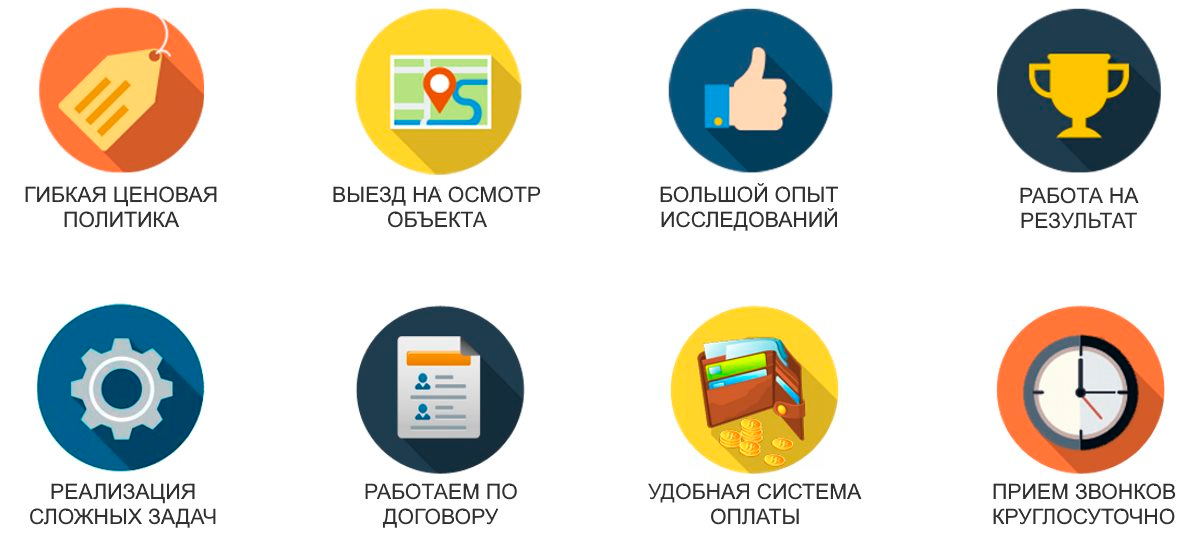 ГИБКАЯ ЦЕНОВАЯ
ПОЛИТИКА
ВЫЕЗД НА ОСМОТР
ОБЪЕКТА
БОЛЬШОЙ ОПЫТ
ИССЛЕДОВАНИЙ
РАБОТА НА
РЕЗУЛЬТАТ
РЕАЛИЗАЦИЯ
СЛОЖНЫХ ЗАДАЧ
РАБОТАЕМ ПО
ДОГОВОРУ
УДОБНАЯ СИСТЕМА
ОПЛАТЫ
ПРИЕМ ЗВОНКОВ
КРУГЛОСУТОЧНО